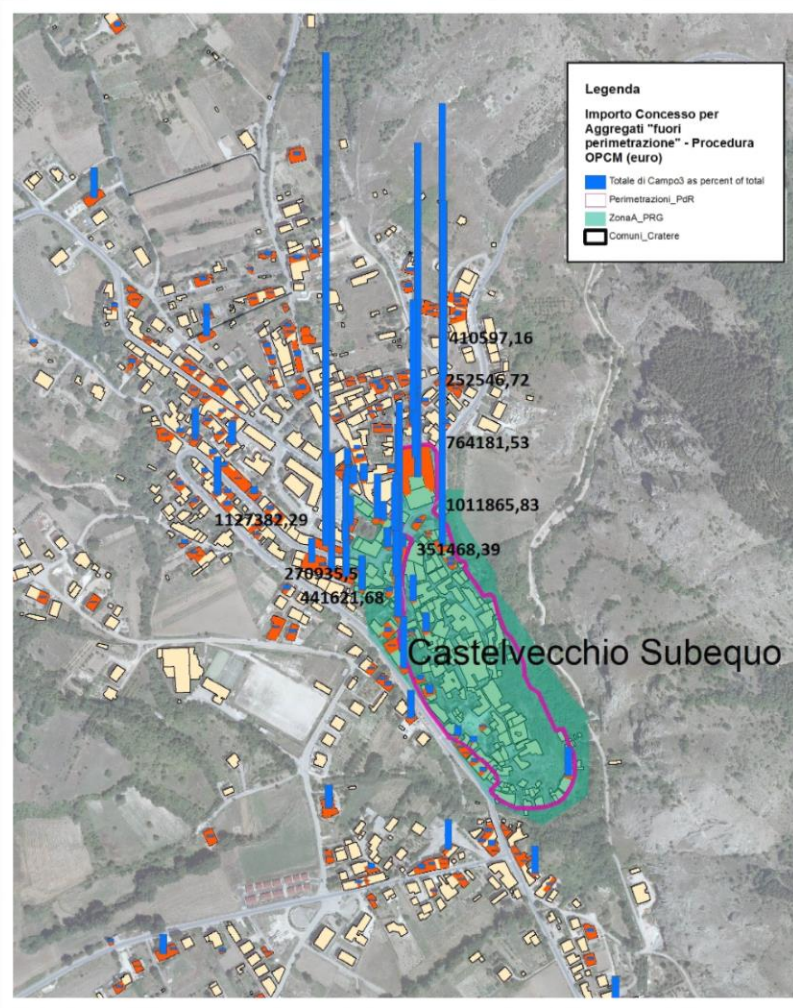 Legenda
Importo Concesso per
Aggregati "fuori
perimetrazione" - Procedura
OPCM (euro)
Totale di Campo3 as percent of total
Perimetrazioni_PdR
ZonaA_PRG
Comuni_Cratere
410597,16
252546,72
764181,53
1011865,83
1127382,29
351468,39
270935,5
441621,68
Castelvecchio Subequo